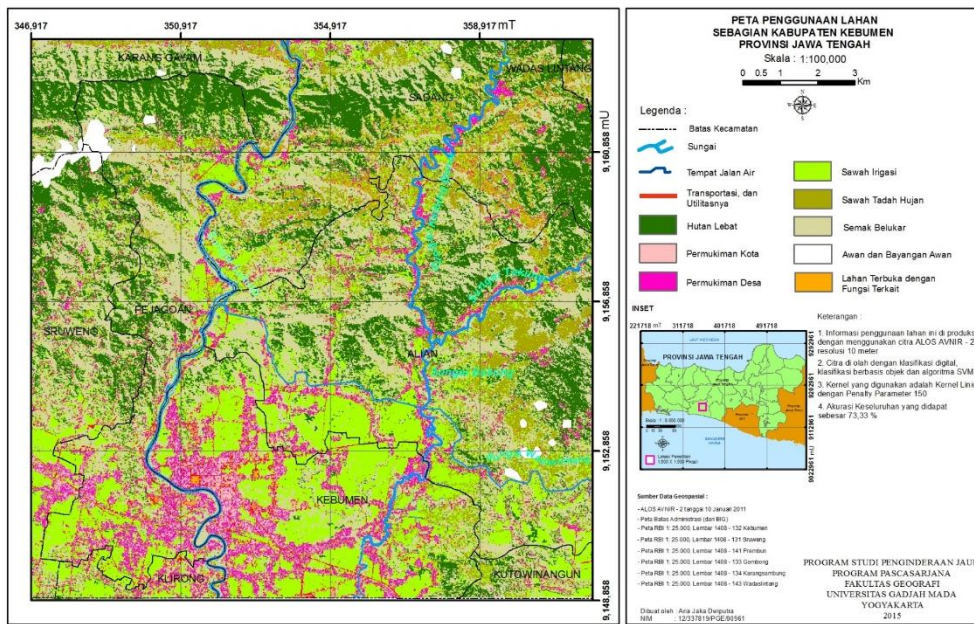 346,917
350,917
354,917
358,917
mT
KARANG GAYAM
WADAS LINTANG
SADANG
mU
9,160,858
9,156,858
PEJAGOAN
SRUWENG
ALIAN
9,152,858
KEBUMEN
KLIRONG
KUTOWINANGUN
9,148,858
PETA PENGGUNAAN LAHAN
SEBAGIAN KABUPATEN KEBUMEN
PROVINSI JAWA TENGAH
Skala : 1:100,000
0 0.5 1 2 3
Km
Legenda :
Batas Kecamatan
Sungai
Tempat Jalan Air
Transportasi, dan
Utilitasnya
Hutan Lebat
Permukiman Kota
Permukiman Desa
Sawah Irigasi
Sawah Tadah Hujan
Semak Belukar
Awan dan Bayangan Awan
Lahan Terbuka dengan
Fungsi Terkait
INSET
221718 mT 311718 401718 491718
PROVINSI JAWA TENGAH
Keterangan :
1. Informasi penggunaan lahan ini di produks
dengan menggunakan citra ALOS AVNIR - 2
resolusi 10 meter
2. Citra di olah dengan klasifikasi digital,
klasifikasi berbasis objek dan algoritma SVM
3. Kernel yang digunakan adalah Kernel Lini
dengan Penalty Parameter 150
4. Akurasi Keseluruhan yang didapat
sebesar 73,33 %
Sumber Data Geospasial :
- ALOS AVNIR - 2 tanggal 10 Januari 2011
- Peta Batas Administrasi (dari BIG)
- Peta RBI 1: 25.000, Lembar 1408 - 132 Kebumen
- Peta RBI 1: 25.000, Lembar 1408 - 131 Sruweng
- Peta RBI 1: 25.000, Lembar 1408 - 141 Prembun
- Peta RBI 1: 25.000, Lembar 1408 - 133 Gombong
- Peta RBI 1: 25.000, Lembar 1408 - 134 Karangsambung
- Peta RBI 1: 25.000, Lembar 1408 - 143 Wadaslintang
Dibuat oleh : Aria Jaka Derputra
NIM : 12/337819/PGE/00961
PROGRAM STUDI PENGINDERAAN JAUH
PROGRAM PASCASARJANA
FAKULTAS GEOGRAFI
UNIVERSITAS GADJAH MADA
YOGYAKARTA
2015